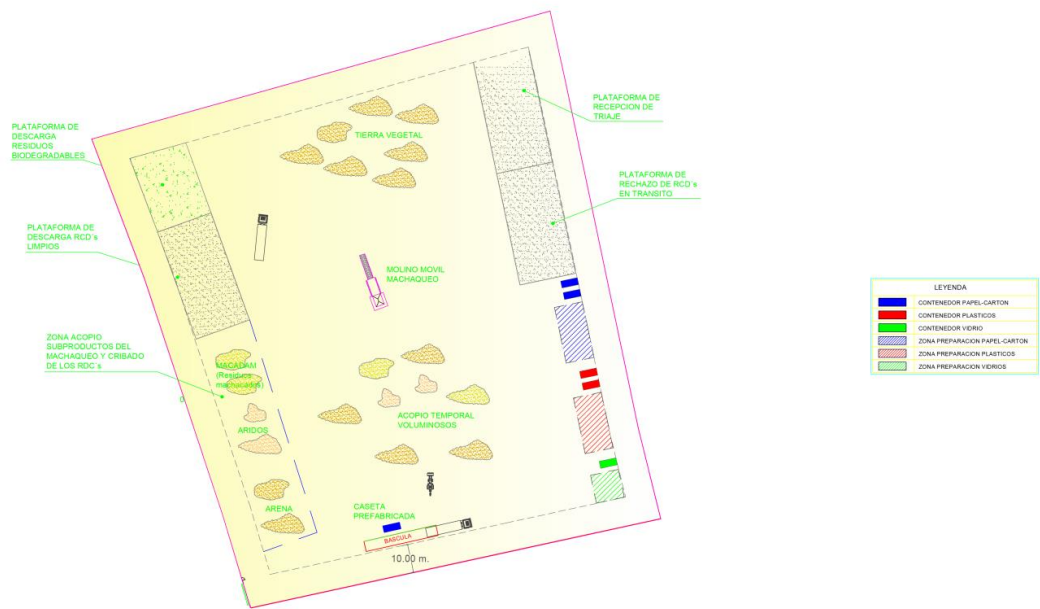 PLATAFORMA DE
RECEPCION DE
TRIAJE
PLATAFORMA DE
DESCARGA
RESIDUOS
BIODEGRADABLES
TIERRA VEGETAL
PLATAFORMA DE
RECHAZO DE RCD´s
EN TRANSITO
PLATAFORMA DE
DESCARGA RCD´s
LIMPIOS
MOLINO MOVIL
MACHAQUEO
LEYENDA
CONTENEDOR PAPEL-CARTON
CONTENEDOR PLASTICOS
CONTENEDOR VIDRIO
ZONA PREPARACION PAPEL-CARTON
ZONA PREPARACION PLASTICOS
ZONA PREPARACION VIDRIOS
ZONA ACOPIO
SUBPRODUCTOS DEL
MACHAQUEO Y CRIBADO
DE LOS RDC´s
MACADAM
(Residuos
machacados)
0
ARIDOS
ACOPIO TEMPORAL
VOLUMINOSOS
ARENA
CASETA
PREFABRICADA
BASCULA
10.00 m.